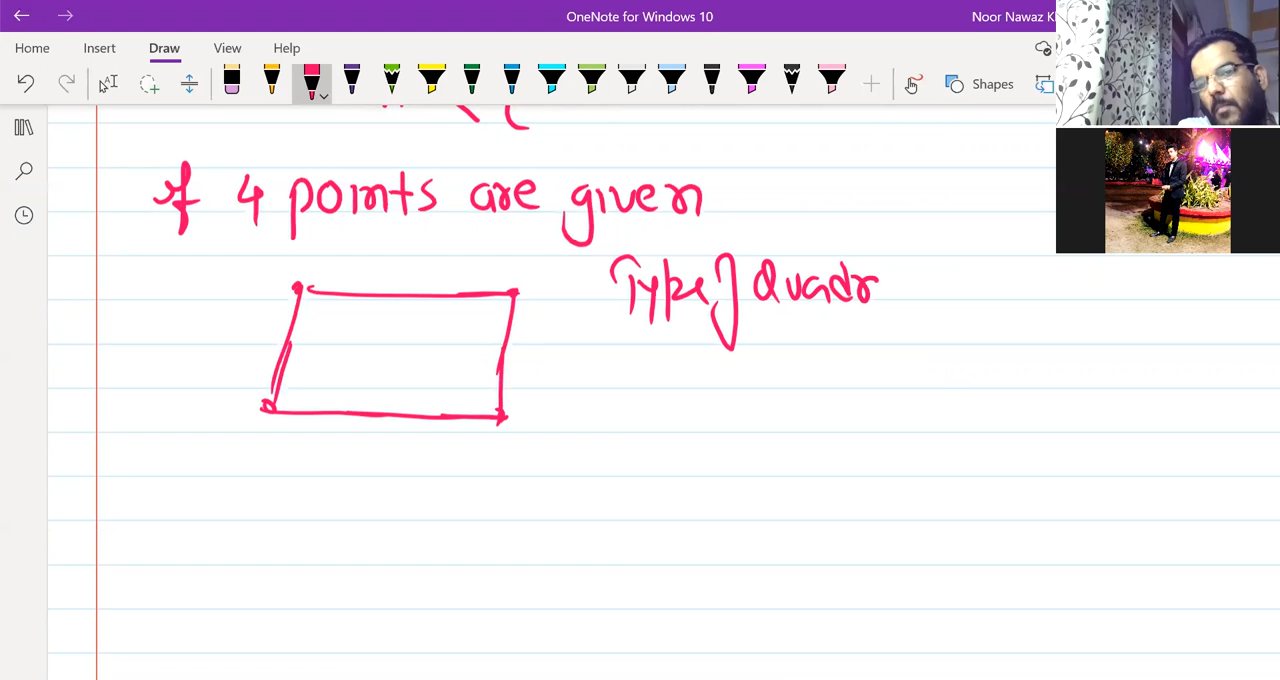 OneNote for Windows 10
Noor Nawaz K
Home Insert Draw View Help
Shapes
If 4 points are given
Type of Quadr